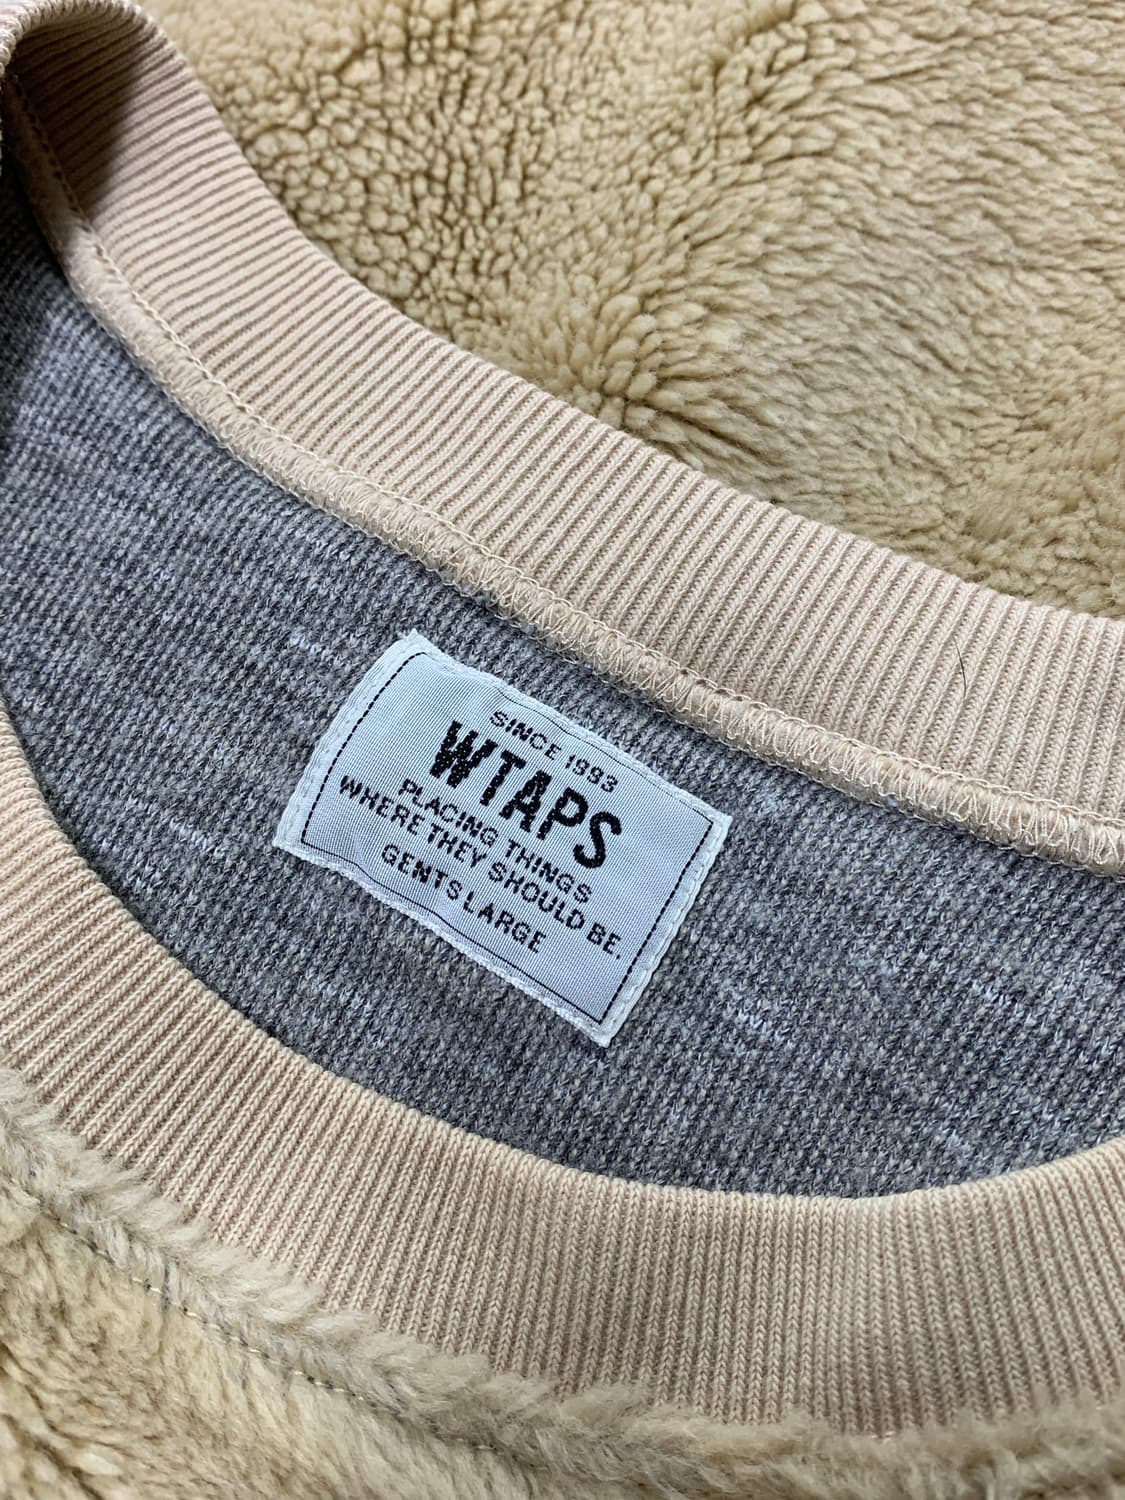 SINCE 1993
WTAPS
PLACING THINGS
WHERE THEY SHOULD BE.
GENTS LARGE